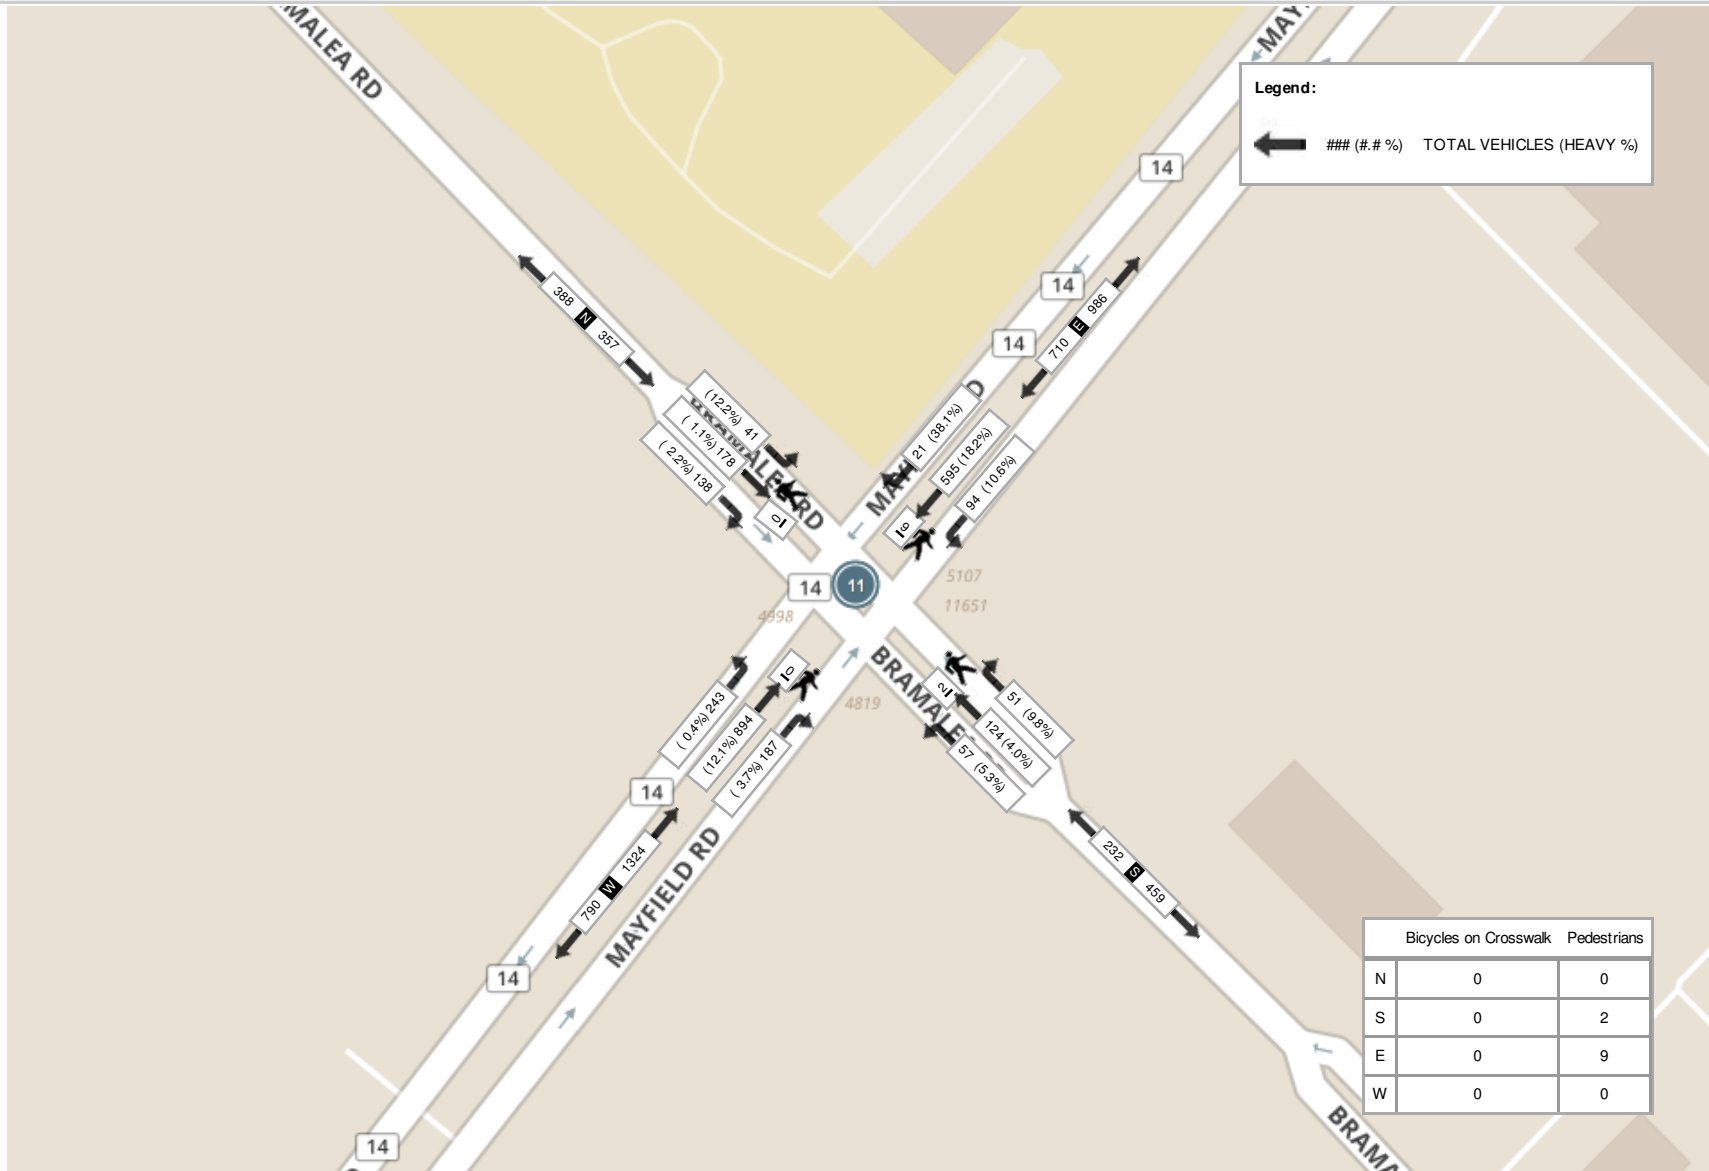 MALEA RD
MAY
Legend:
### (#.# %) TOTAL VEHICLES (HEAVY %)
14
14
14
388 N 357
710 E 986
(12.2%) 41
( 1.1%) 178
( 2.2%) 138
BRAMALEA RD
0
21 (38.1%)
595 (18.2%)
94 (10.6%)
9
14
11
5107
11651
4998
4819
( 0.4%) 243
(12.1%) 894
( 3.7%) 187
0
2
51 (9.8%)
124 (4.0%)
57 (5.3%)
BRAMALE
14
790 W 1324
MAYFIELD RD
232 S 459
14
14
Bicycles on Crosswalk Pedestrians
N 0 0
S 0 2
E 0 9
W 0 0
BRAMA